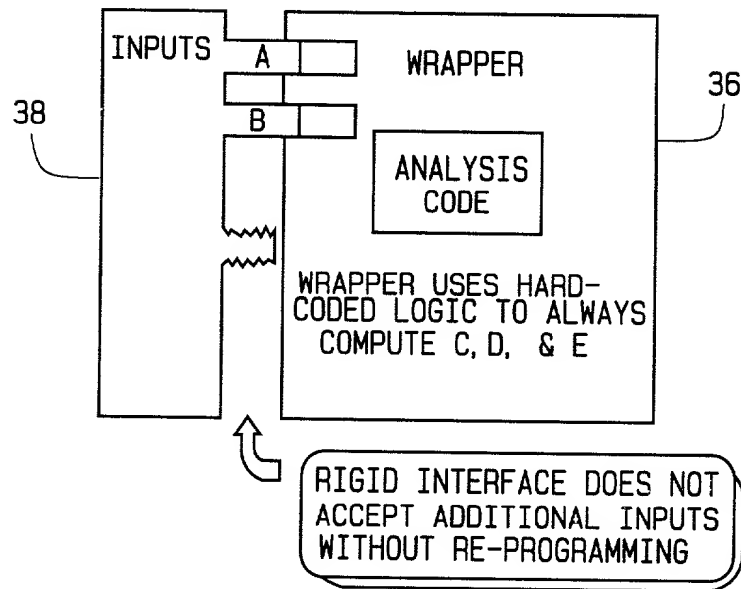 INPUTS
A
WRAPPER
B
38
36
ANALYSIS
CODE
WRAPPER USES HARD-
CODED LOGIC TO ALWAYS
COMPUTE C, D, & E
RIGID INTERFACE DOES NOT
ACCEPT ADDITIONAL INPUTS
WITHOUT RE-PROGRAMMING